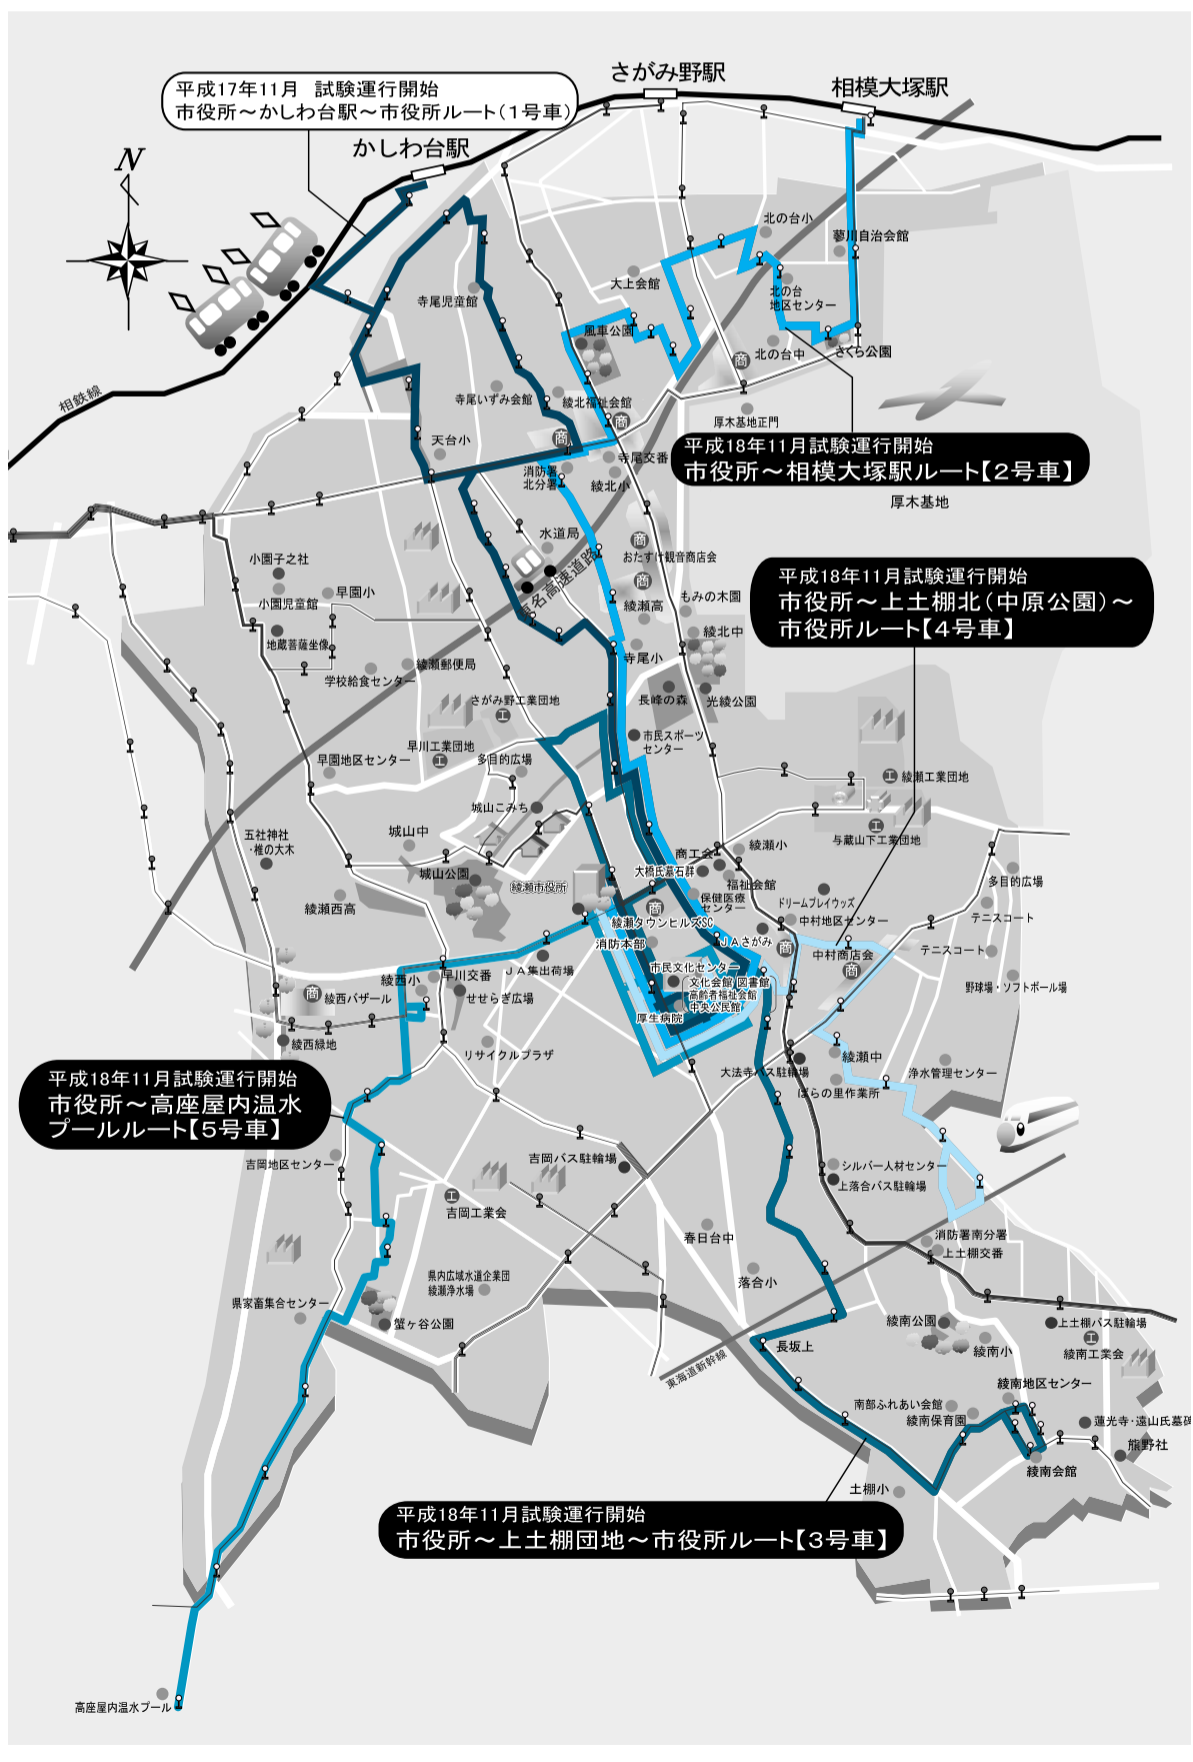 さがみ野駅
相模大塚駅
平成17年11月　試験運行開始
市役所～かしわ台駅～市役所ルート（1号車）
かしわ台駅
N
北の台小
蓼川自治会館
大上会館
北の台
地区センター
寺尾児童館
風車公園
商
北の台中
さくら公園
相鉄線
寺尾いずみ会館
綾北福祉会館
商
商
厚木基地正門
天台小
平成18年11月試験運行開始
市役所～相模大塚駅ルート【2号車】
寺尾交番
消防署
北分署
綾北小
厚木基地
水道局
商
おたすけ観音商店会
東名高速道路
商
綾瀬高
もみの木園
平成18年11月試験運行開始
市役所～上土棚北（中原公園）～
市役所ルート【4号車】
小園子之社
早園小
小園児童館
地蔵菩薩坐像
綾北中
寺尾小
綾瀬郵便局
学校給食センター
長峰の森
光綾公園
さがみ野工業団地
工
市民スポーツ
センター
早川工業団地
工
早園地区センター
多目的広場
工
綾瀬工業団地
城山こみち
工
与蔵山下工業団地
五社神社
・椎の大木
城山中
商工会
綾瀬小
大橋氏墓石群
城山公園
綾瀬市役所
福祉会館
多目的広場
保健医療
センター
ドリームプレイウッズ
綾瀬西高
商
綾瀬タウンヒルズSC
中村地区センター
テニスコート
消防本部
ＪＡさがみ
商
中村商店会
商
テニスコート
綾西小
早川交番
ＪＡ集出荷場
市民文化センター
文化会館 図書館
高齢者福祉会館
中央公民館
厚生病院
野球場・ソフトボール場
商
綾西バザール
せせらぎ広場
綾西緑地
リサイクルプラザ
綾瀬中
大法寺バス駐輪場
浄水管理センター
ばらの里作業所
平成18年11月試験運行開始
市役所～高座屋内温水
プールルート【5号車】
吉岡地区センター
吉岡バス駐輪場
シルバー人材センター
上落合バス駐輪場
工
吉岡工業会
春日台中
消防署南分署
上土棚交番
県内広域水道企業団
綾瀬浄水場
落合小
県家畜集合センター
蟹ヶ谷公園
綾南公園
上土棚バス駐輪場
工
綾南工業会
長坂上
綾南小
東海道新幹線
綾南地区センター
南部ふれあい会館
綾南保育園
蓮光寺・遠山氏墓碑
熊野社
綾南会館
土棚小
平成18年11月試験運行開始
市役所～上土棚団地～市役所ルート【3号車】
高座屋内温水プール